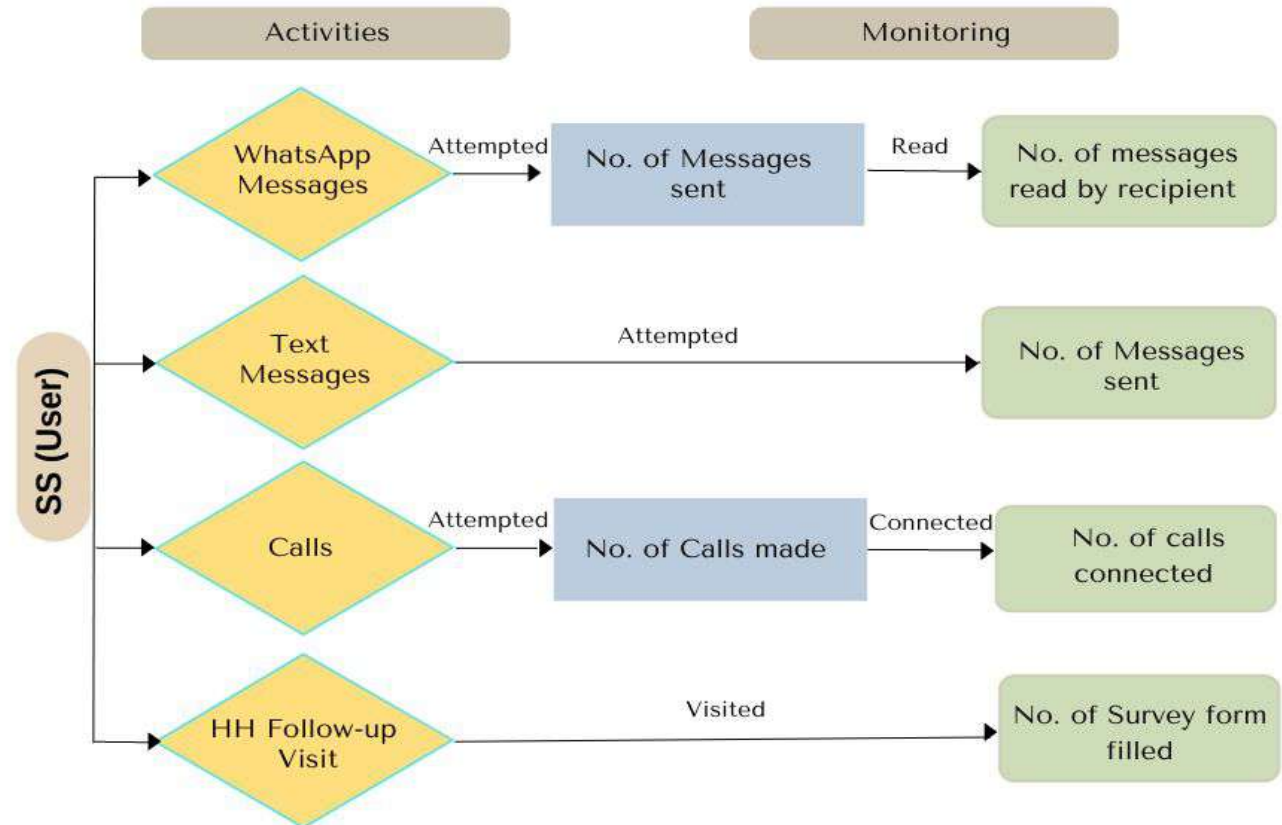 Activities
Monitoring
SS (User)
WhatsApp
Messages
Attempted
No. of Messages
sent
Read
No. of messages
read by recipient
Text
Messages
Attempted
No. of Messages
sent
Calls
Attempted
No. of Calls made
Connected
No. of calls
connected
HH Follow-up
Visit
Visited
No. of Survey form
filled